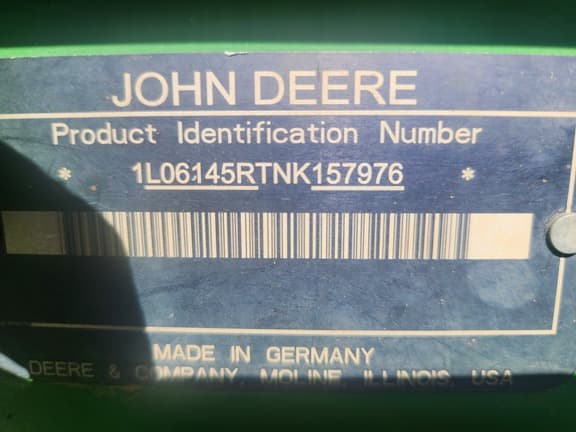 JOHN DEERE
Product Identification Number
* 1L06145RTNK157976 *
MADE IN GERMANY
DEERE & COMPANY, MOLINE, ILLINOIS, USA